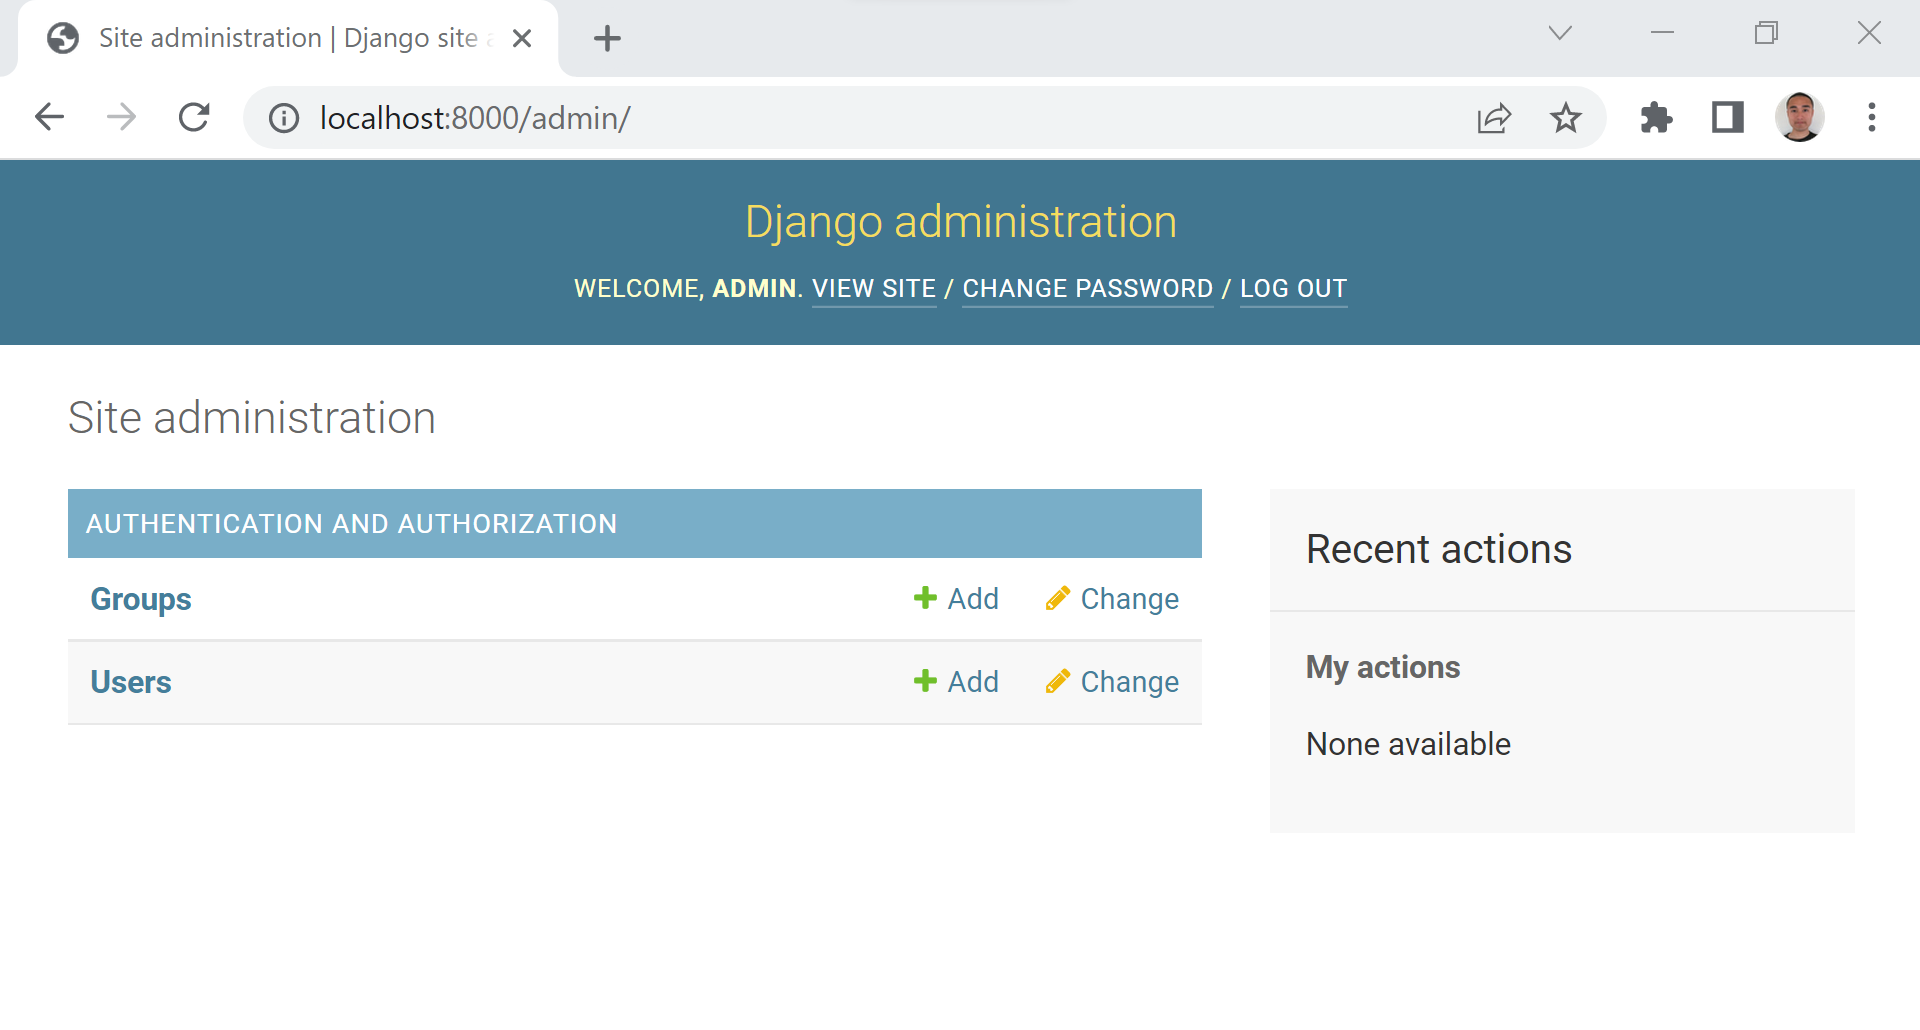 Site administration | Django site
localhost:8000/admin/
Django administration
WELCOME, ADMIN. VIEW SITE / CHANGE PASSWORD / LOG OUT
Site administration
AUTHENTICATION AND AUTHORIZATION
Groups Add Change
Users Add Change
Recent actions
My actions
None available